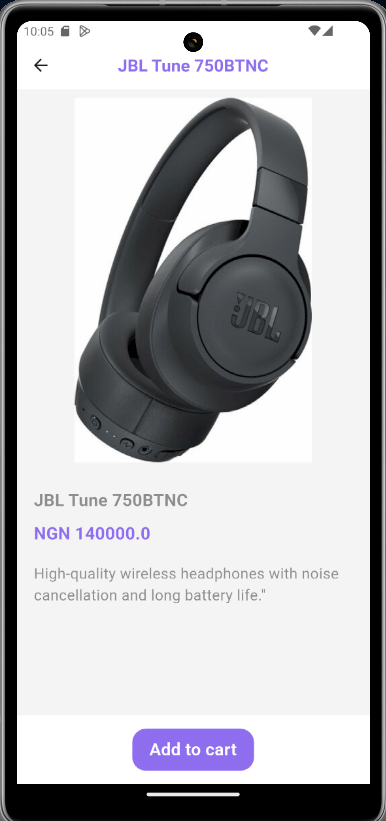 10:05
JBL Tune 750BTNC
JBL
JBL Tune 750BTNC
NGN 140000.0
High-quality wireless headphones with noise
cancellation and long battery life."
Add to cart